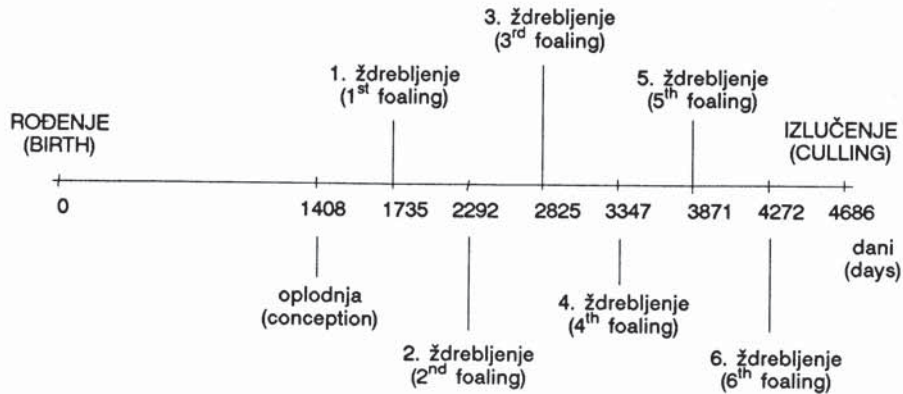 3. ždrebljenje
(3rd foaling)
1. ždrebljenje
(1st foaling)
5. ždrebljenje
(5th foaling)
ROĐENJE
(BIRTH)
IZLUČENJE
(CULLING)
0 1408 1735 2292 2825 3347 3871 4272 4686
dani
(days)
oplodnja
(conception)
4. ždrebljenje
(4th foaling)
2. ždrebljenje
(2nd foaling)
6. ždrebljenje
(6th foaling)